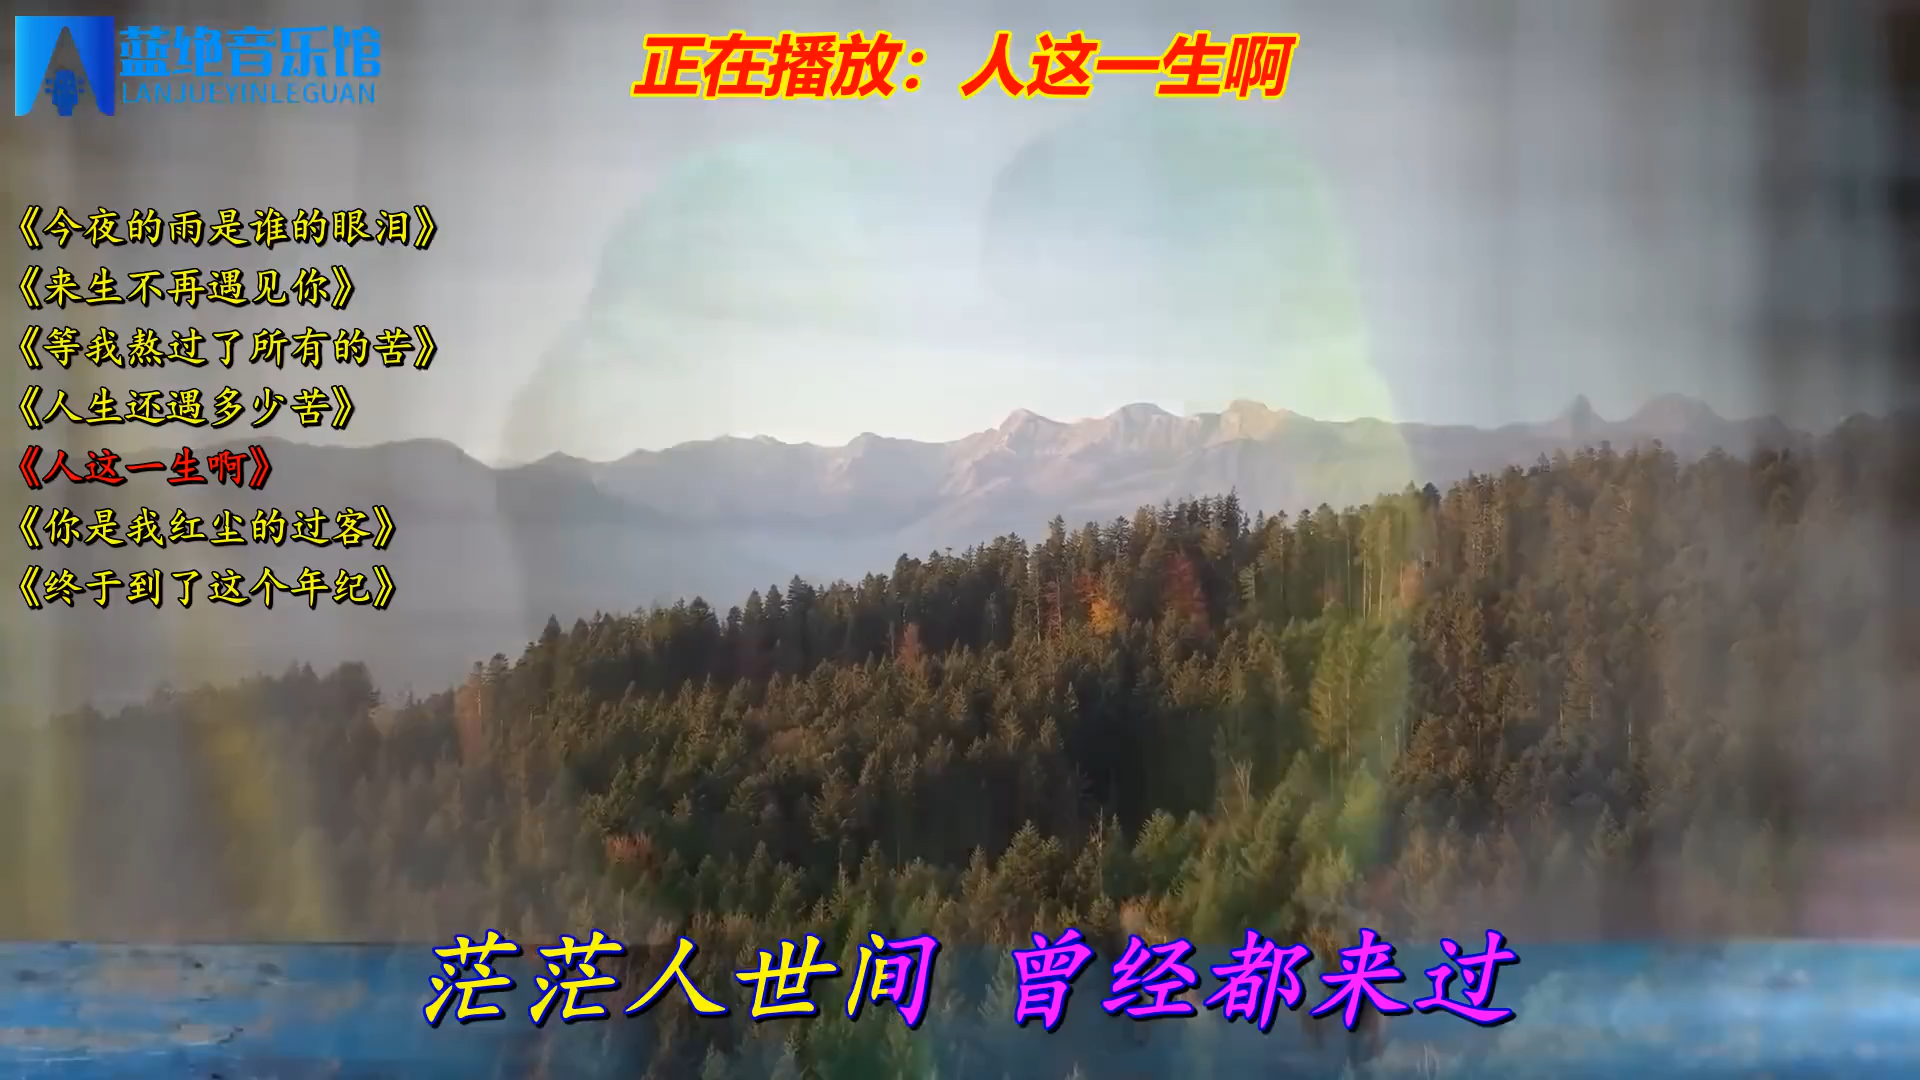 蓝绝音乐馆
LANJUEYINLEGUAN
正在播放：人这一生啊
《今夜的雨是谁的眼泪》
《来生不再遇见你》
《等我熬过了所有的苦》
《人生还遇多少苦》
《人这一生啊》
《你是我红尘的过客》
《终于到了这个年纪》
茫茫人世间 曾经都来过